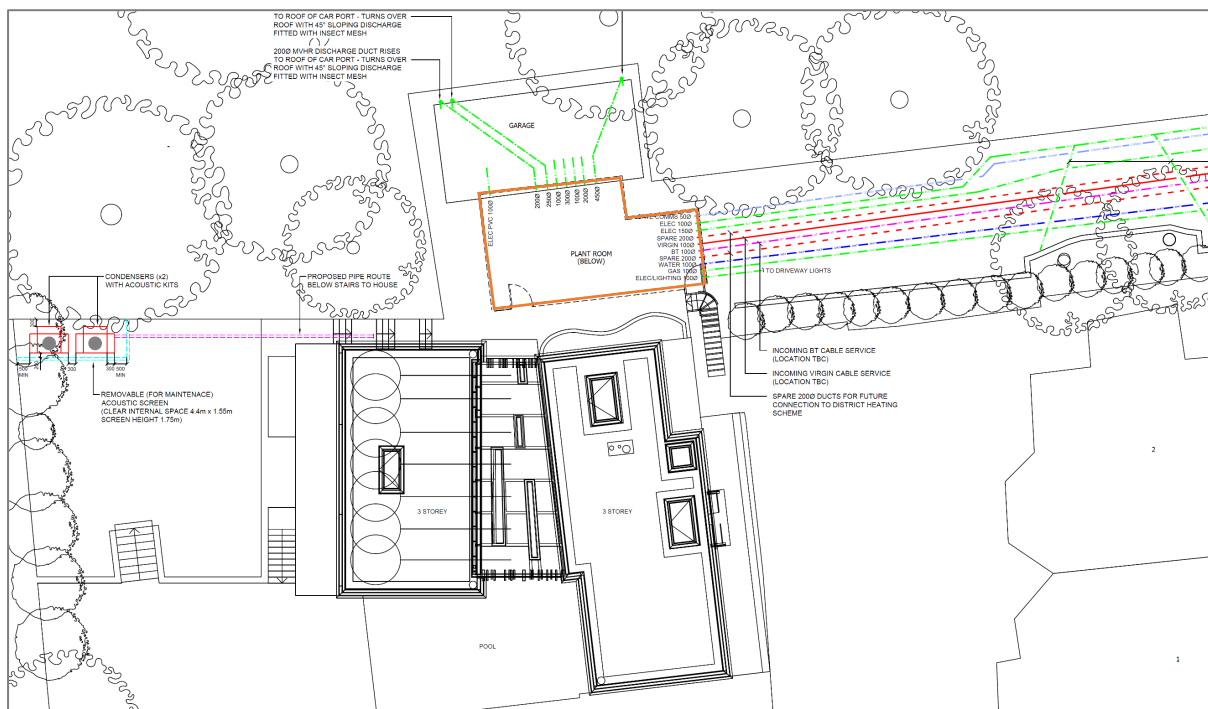 TO ROOF OF CAR PORT - TURNS OVER
ROOF WITH 45° SLOPING DISCHARGE
FITTED WITH INSECT MESH
200Ø MVHR DISCHARGE DUCT RISES
TO ROOF OF CAR PORT - TURNS OVER
ROOF WITH 45° SLOPING DISCHARGE
FITTED WITH INSECT MESH
GARAGE
ELEC PVC 100Ø
200Ø
250Ø
100Ø
300Ø
100Ø
200Ø
450Ø
COMMS 50Ø
ELEC 100Ø
ELEC 150Ø
SPARE 200Ø
VIRGIN 100Ø
BT 100Ø
SPARE 200Ø
WATER 100Ø
GAS 100Ø
ELEC/LIGHTING 100Ø
PLANT ROOM
(BELOW)
TO DRIVEWAY LIGHTS
CONDENSERS (x2)
WITH ACOUSTIC KITS
PROPOSED PIPE ROUTE
BELOW STAIRS TO HOUSE
500
MIN
300
300
500
MIN
REMOVABLE (FOR MAINTENACE)
ACOUSTIC SCREEN
(CLEAR INTERNAL SPACE 4.4m x 1.55m
SCREEN HEIGHT 1.75m)
INCOMING BT CABLE SERVICE
(LOCATION TBC)
INCOMING VIRGIN CABLE SERVICE
(LOCATION TBC)
SPARE 200Ø DUCTS FOR FUTURE
CONNECTION TO DISTRICT HEATING
SCHEME
2
3 STOREY
3 STOREY
POOL
1